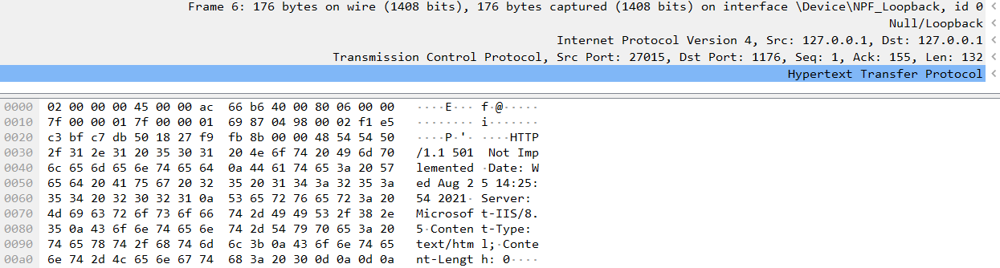 Frame 6: 176 bytes on wire (1408 bits), 176 bytes captured (1408 bits) on interface \Device\NPF_Loopback, id 0
Null/Loopback
Internet Protocol Version 4, Src: 127.0.0.1, Dst: 127.0.0.1
Transmission Control Protocol, Src Port: 27015, Dst Port: 1176, Seq: 1, Ack: 155, Len: 132
Hypertext Transfer Protocol
0000 02 00 00 00 45 00 00 ac 66 b6 40 00 80 06 00 00 ····E··· f·@·····
0010 7f 00 00 01 7f 00 00 01 69 87 04 98 00 02 f1 e5 ········ i·······
0020 c3 bf c7 db 50 18 27 f9 fb 8b 00 00 48 54 54 50 ····P·'· ····HTTP
0030 2f 31 2e 31 20 35 30 31 20 4e 6f 74 20 49 6d 70 /1.1 501 Not Imp
0040 6c 65 6d 65 6e 74 65 64 0a 44 61 74 65 3a 20 57 lemented ·Date: W
0050 65 64 20 41 75 67 20 32 35 20 31 34 3a 32 35 3a ed Aug 2 5 14:25:
0060 35 34 20 32 30 32 31 0a 53 65 72 76 65 72 3a 20 54 2021· Server:
0070 4d 69 63 72 6f 73 6f 66 74 2d 49 49 53 2f 38 2e Microsof t-IIS/8.
0080 35 0a 43 6f 6e 74 65 6e 74 2d 54 79 70 65 3a 20 5·Conten t-Type:
0090 74 65 78 74 2f 68 74 6d 6c 3b 0a 43 6f 6e 74 65 text/htm l;·Conte
00a0 6e 74 2d 4c 65 6e 67 74 68 3a 20 30 0d 0a 0d 0a nt-Lengt h: 0····